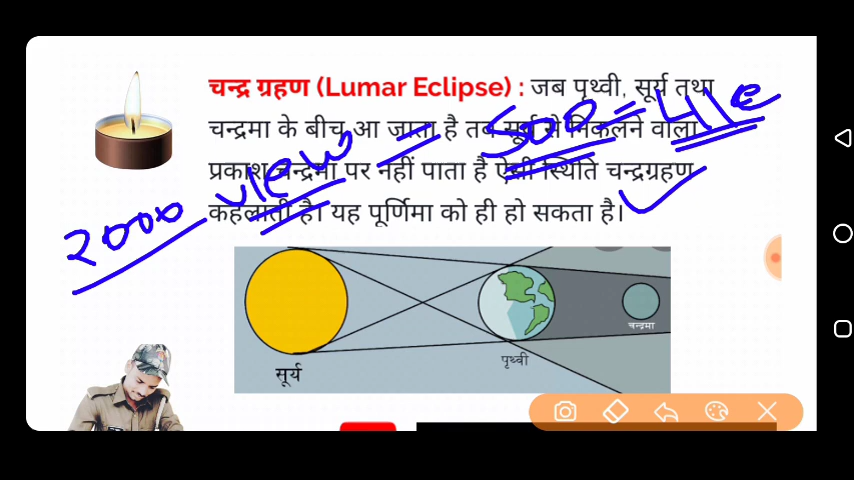 चन्द्र ग्रहण (Lumar Eclipse) : जब पृथ्वी, सूर्य तथा
चन्द्रमा के बीच आ जाता है तब सूर्य से निकलने वाला
प्रकाश चन्द्रमा पर नहीं पाता है ऐसी स्थिति चन्द्रग्रहण
कहलाती है। यह पूर्णिमा को ही हो सकता है।
2000 view = 500 = like
सूर्य
पृथ्वी
चन्द्रमा